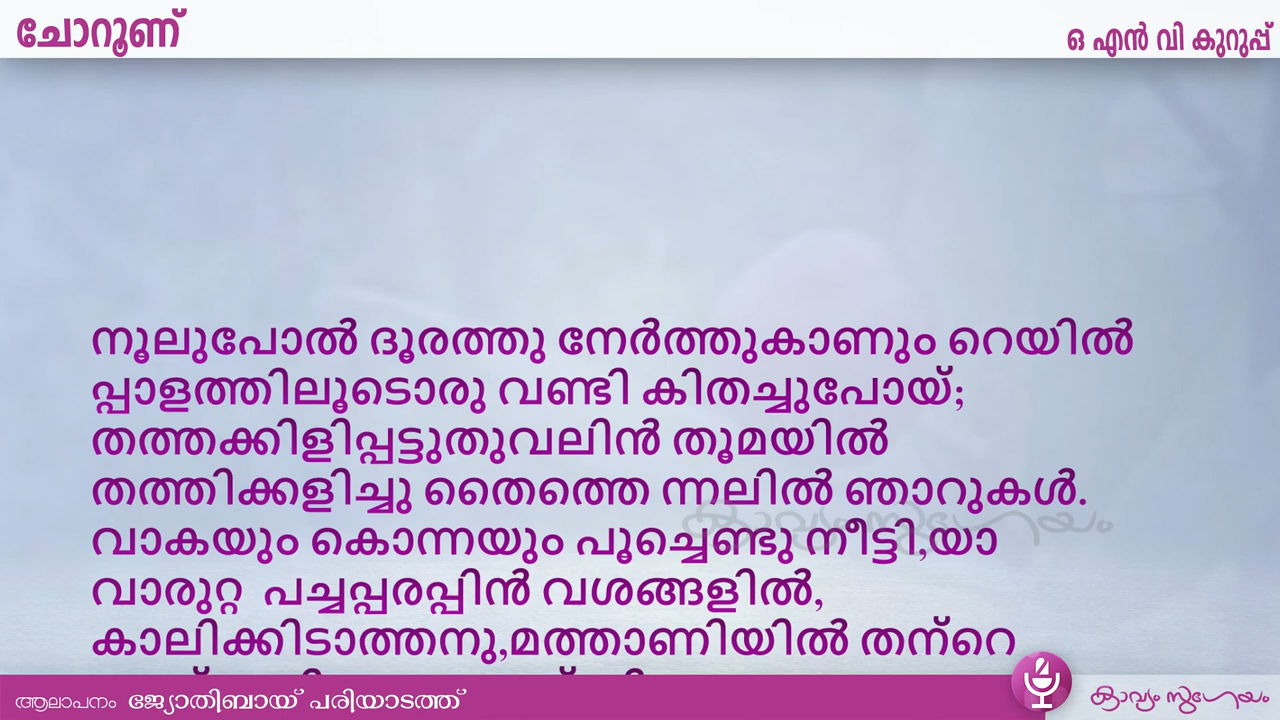 ചോറൂണ്
ഒ എൻ വി കുറുപ്പ്
നൂലുപോൽ ദൂരത്തു നേർത്തുകാണും റെയിൽ
പ്പാളത്തിലൂടൊരു വണ്ടി കിതച്ചുപോയ്;
തത്തക്കിളിപ്പട്ടുതുവലിൻ തൂമയിൽ
തത്തിക്കളിച്ചു തൈത്തെ ന്നലിൽ ഞാറുകൾ.
കാവ്യം സുഗേയം
വാകയും കൊന്നയും പൂച്ചെണ്ടു നീട്ടി,യാ
വാരുറ്റ പച്ചപ്പരപ്പിൻ വശങ്ങളിൽ,
കാലിക്കിടാത്തനു,മത്താണിയിൽ തന്റെ
ആലാപനം ജ്യോതിബായ് പരിയാടത്ത്
കാവ്യം സുഗേയം